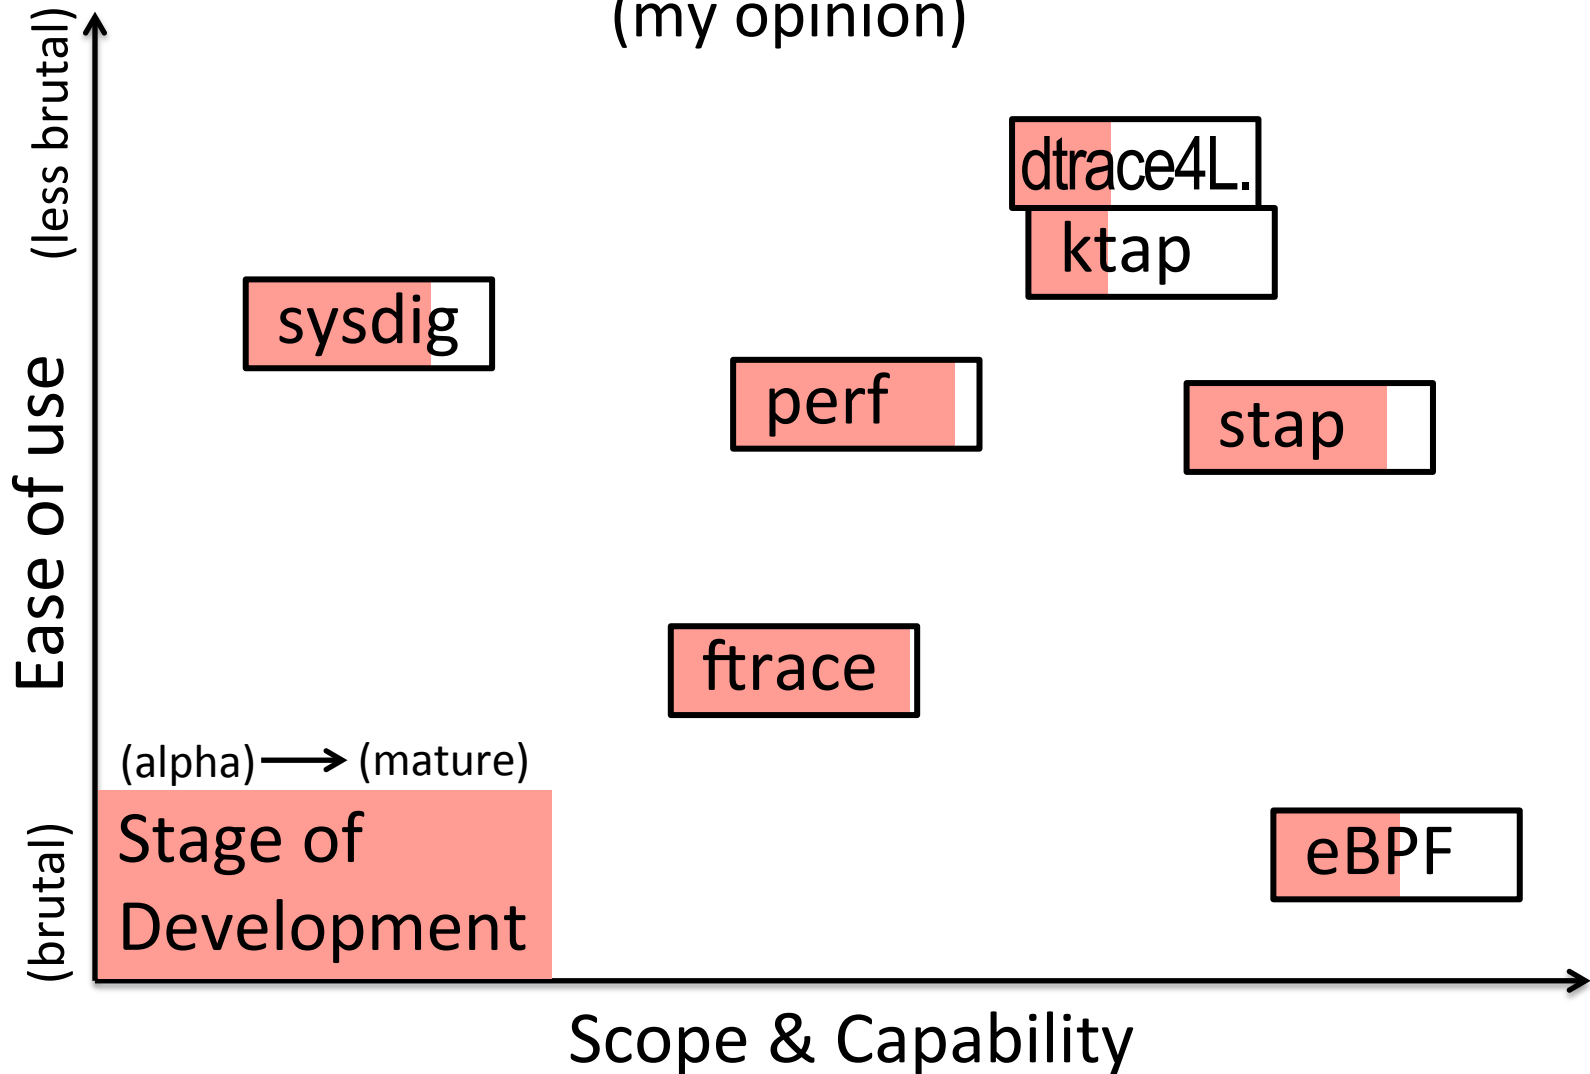 (my opinion)
(less brutal)
dtrace4L.
ktap
sysdig
perf
stap
Ease of use
ftrace
(alpha) (mature)
Stage of
Development
eBPF
(brutal)
Scope & Capability